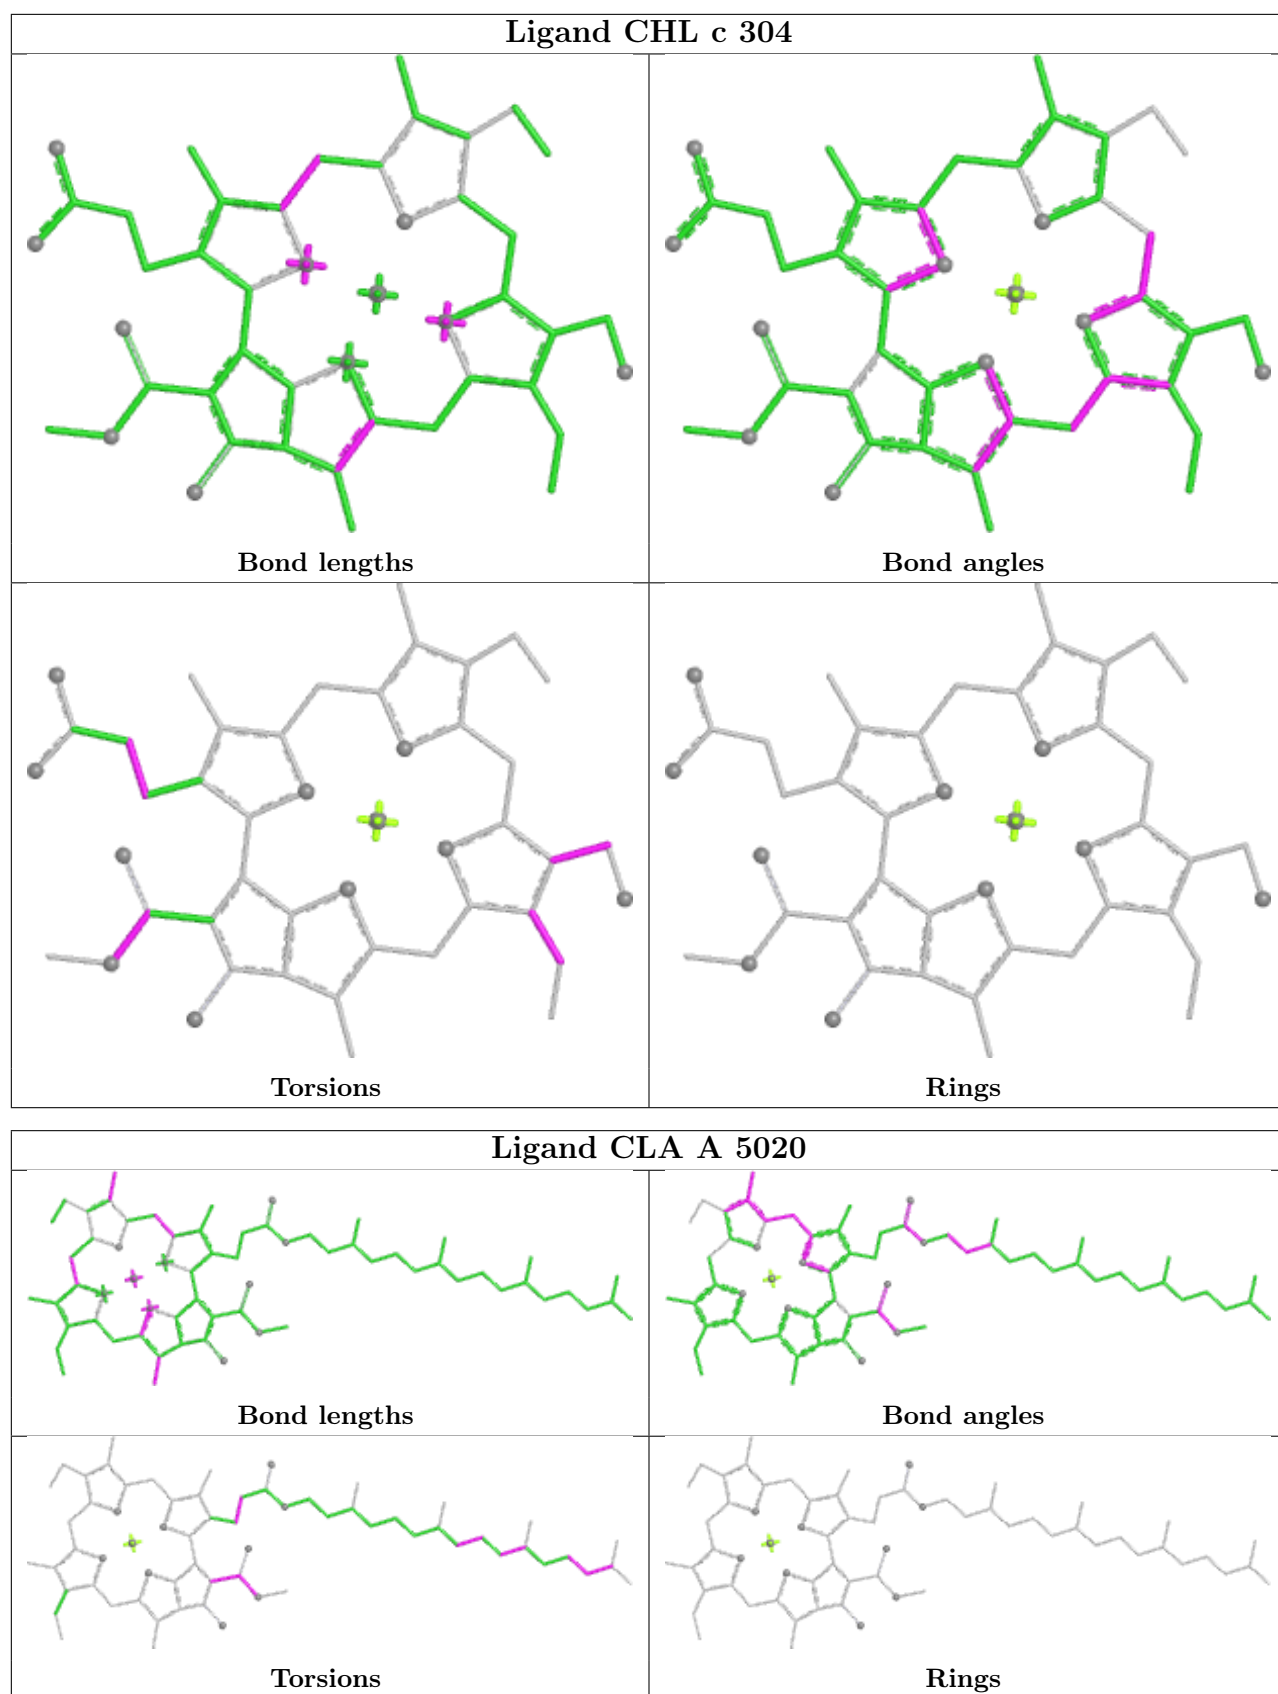 Ligand CHL c 304
Bond lengths
Bond angles
Torsions
Rings
Ligand CLA A 5020
Bond lengths
Bond angles
Torsions
Rings